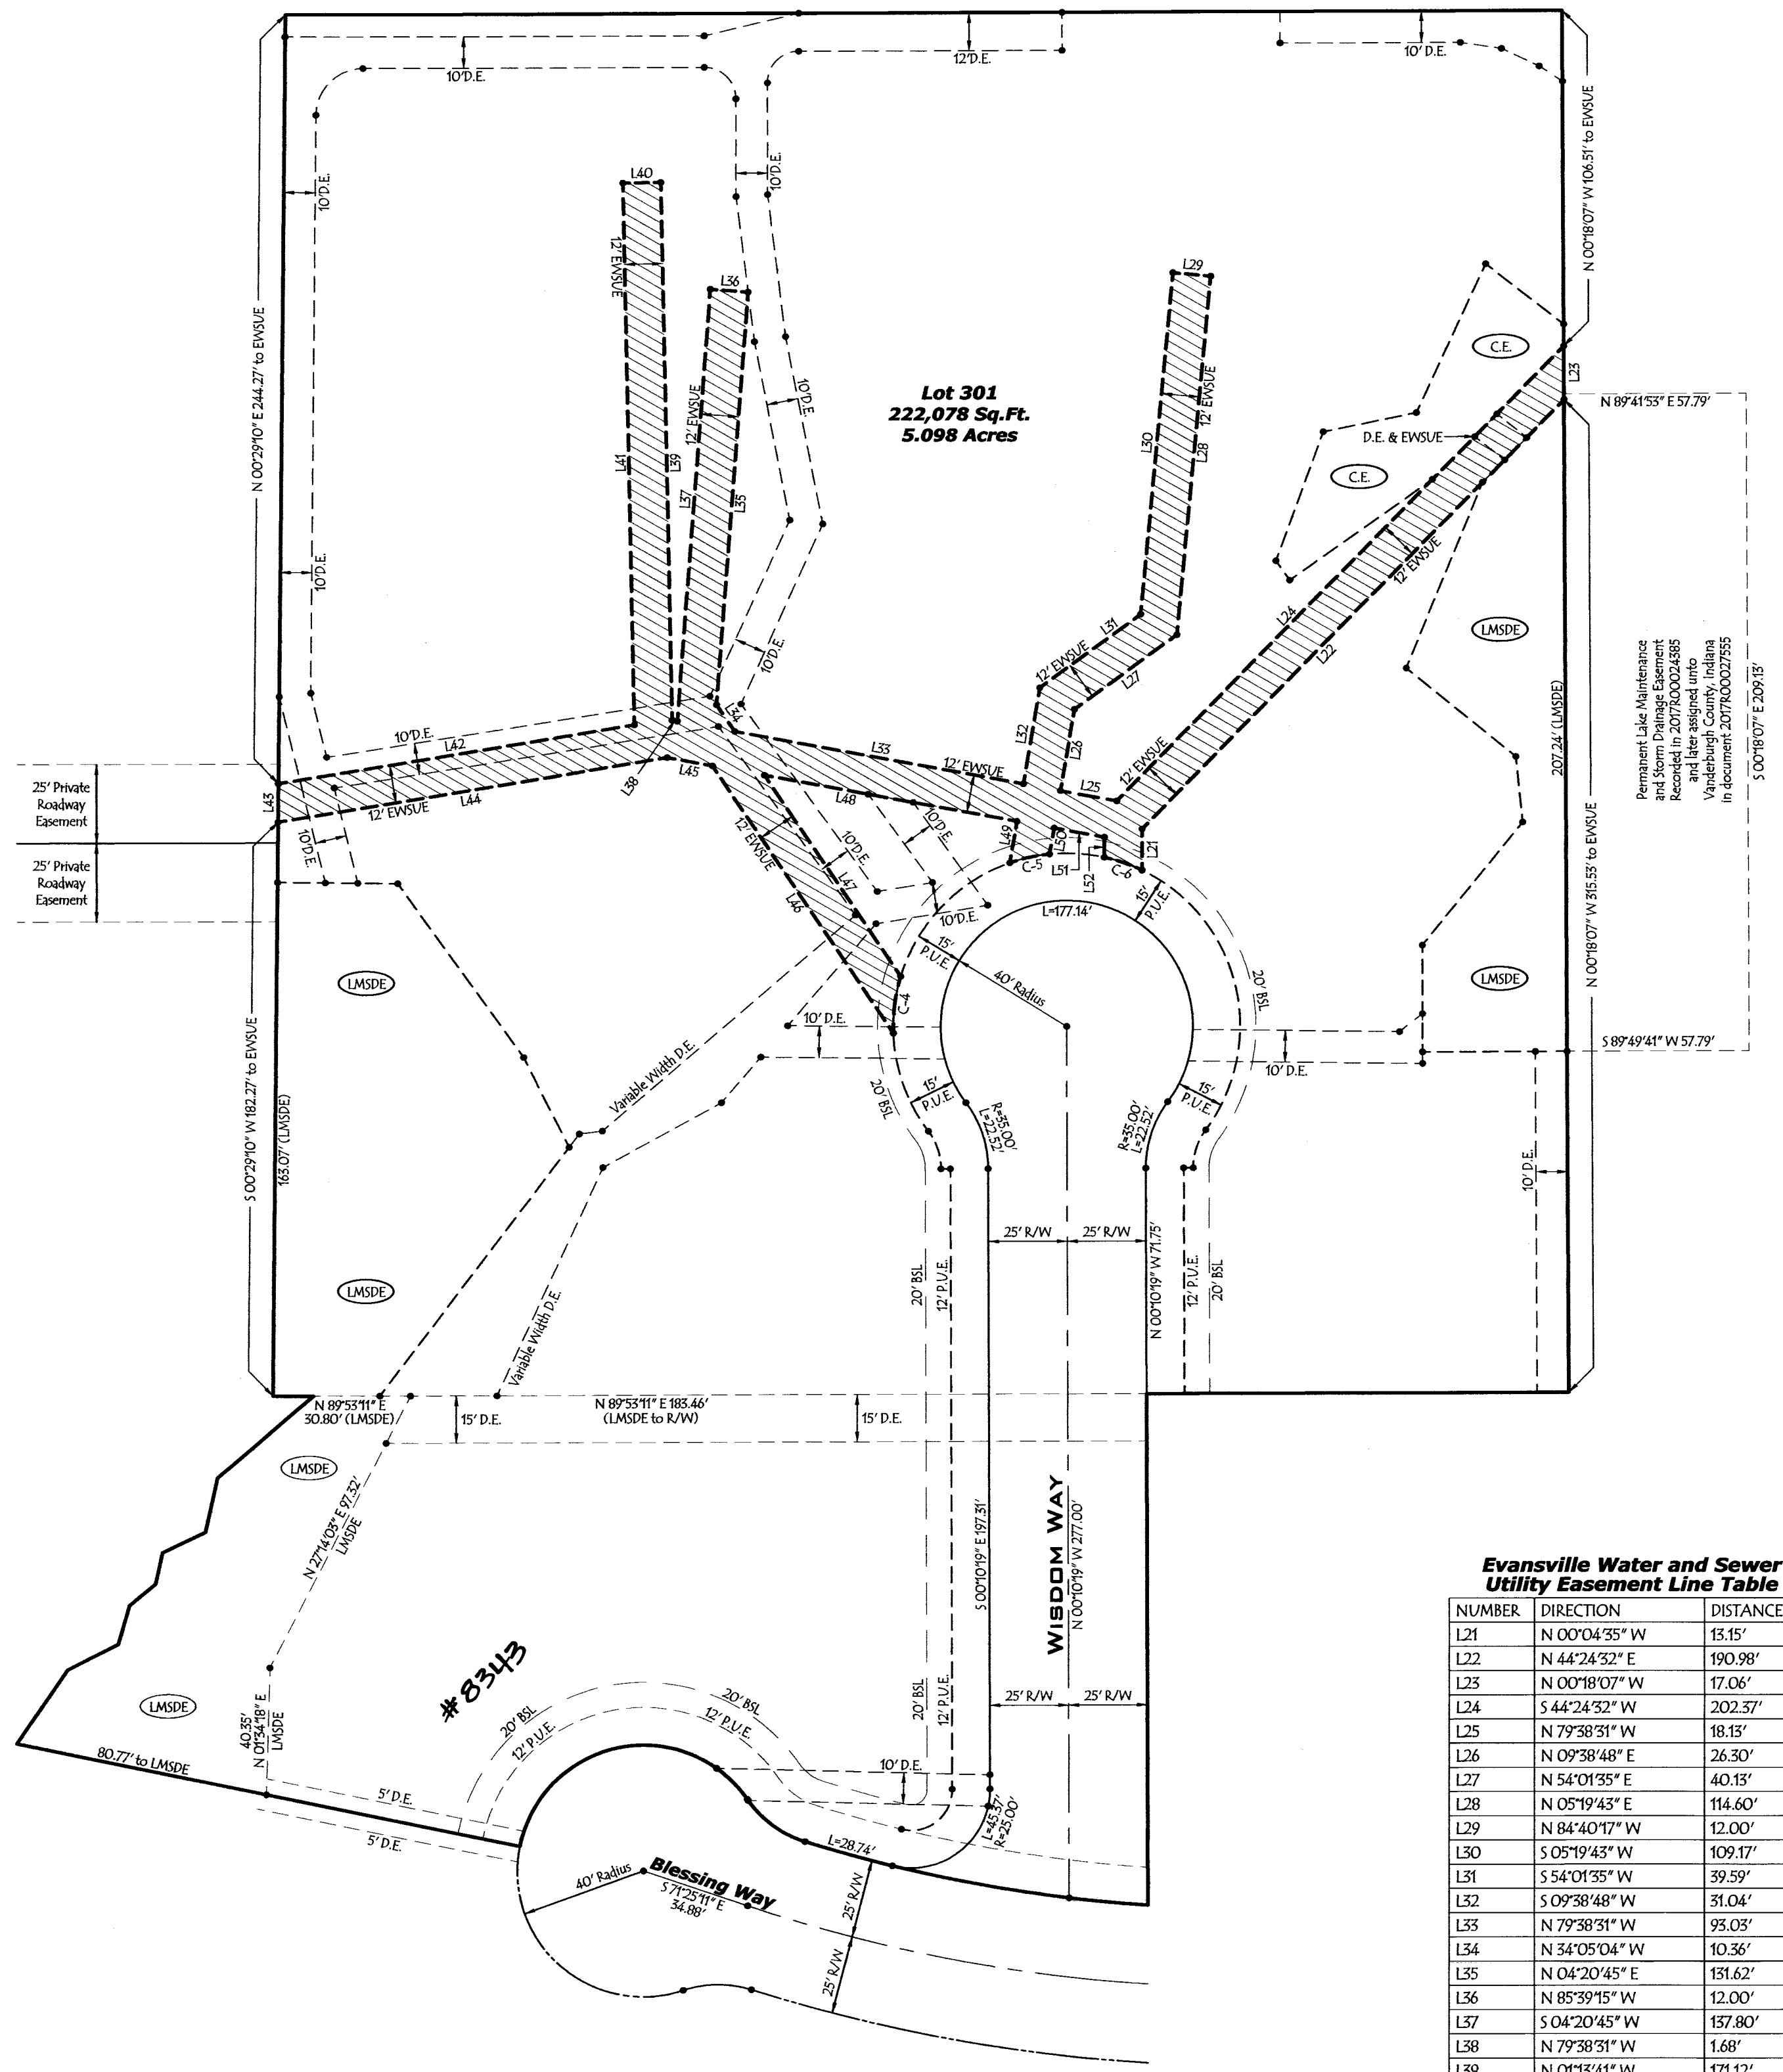 10' D.E.
12' D.E.
10' D.E.
N 00°29'10" E 244.27' to EWSUE
10' D.E.
10' D.E.
L40
12' EWSUE
L36
L29
N 00°18'07" W 106.51' to EWSUE
C.E.
L23
N 89°41'53" E 57.79'
Lot 301
222,078 Sq.Ft.
5.098 Acres
10' D.E.
12' EWSUE
12' EWSUE
L30
L28
D.E. & EWSUE
C.E.
L41
L39
L37
L35
10' D.E.
12' EWSUE
L24
L22
L31
12' EWSUE
L27
LMSDE
10' D.E.
Permanent Lake Maintenance
and Storm Drainage Easement
Recorded in 2017R00024385
and later assigned unto
Vanderburgh County, Indiana
in document 2017R00027555
S 00°18'07" E 209.13'
207.24' (LMSDE)
L34
L32
L26
10' D.E.
L42
L33
12' EWSUE
L25
12' EWSUE
25' Private
Roadway
Easement
L43
12' EWSUE
L44
L38
L45
L48
L49
L50
L51
L52
L21
C-5
C-6
25' Private
Roadway
Easement
10' D.E.
12' EWSUE
10' D.E.
10' D.E.
L47
L46
10' D.E.
L=177.14'
15'
P.U.E.
15'
P.U.E.
40' Radius
20' BSL
N 00°18'07" W 315.53' to EWSUE
LMSDE
LMSDE
C-4
10' D.E.
S 89°49'41" W 57.79'
10' D.E.
Variable Width D.E.
20' BSL
15'
P.U.E.
R=35.00'
L=22.52'
R=35.00'
L=22.52'
15'
P.U.E.
S 00°29'10" W 182.27' to EWSUE
163.07' (LMSDE)
10' D.E.
25' R/W
25' R/W
LMSDE
20' BSL
12' P.U.E.
N 00°10'19" W 71.75'
12' P.U.E.
20' BSL
Variable Width D.E.
N 89°53'11" E
30.80' (LMSDE)
15' D.E.
N 89°53'11" E 183.46'
(LMSDE to R/W)
15' D.E.
LMSDE
N 27°14'03" E 97.32'
LMSDE
S 00°10'19" E 197.31'
WISDOM WAY
N 00°10'19" W 277.00'
#8343
LMSDE
40.35'
N 01°34'18" E
LMSDE
20' BSL
12' P.U.E.
20' BSL
12' P.U.E.
20' BSL
12' P.U.E.
25' R/W
25' R/W
80.77' to LMSDE
5' D.E.
5' D.E.
10' D.E.
L=45.37'
R=25.00'
L=28.74'
40' Radius
Blessing Way
S 71°25'11" E
34.88'
25' R/W
25' R/W
Evansville Water and Sewer
Utility Easement Line Table
NUMBER DIRECTION DISTANCE
L21 N 00°04'35" W 13.15'
L22 N 44°24'32" E 190.98'
L23 N 00°18'07" W 17.06'
L24 S 44°24'32" W 202.37'
L25 N 79°38'31" W 18.13'
L26 N 09°38'48" E 26.30'
L27 N 54°01'35" E 40.13'
L28 N 05°19'43" E 114.60'
L29 N 84°40'17" W 12.00'
L30 S 05°19'43" W 109.17'
L31 S 54°01'35" W 39.59'
L32 S 09°38'48" W 31.04'
L33 N 79°38'31" W 93.03'
L34 N 34°05'04" W 10.36'
L35 N 04°20'45" E 131.62'
L36 N 85°39'15" W 12.00'
L37 S 04°20'45" W 137.80'
L38 N 79°38'31" W 1.68'
L39 N 01°13'41" W 171.12'